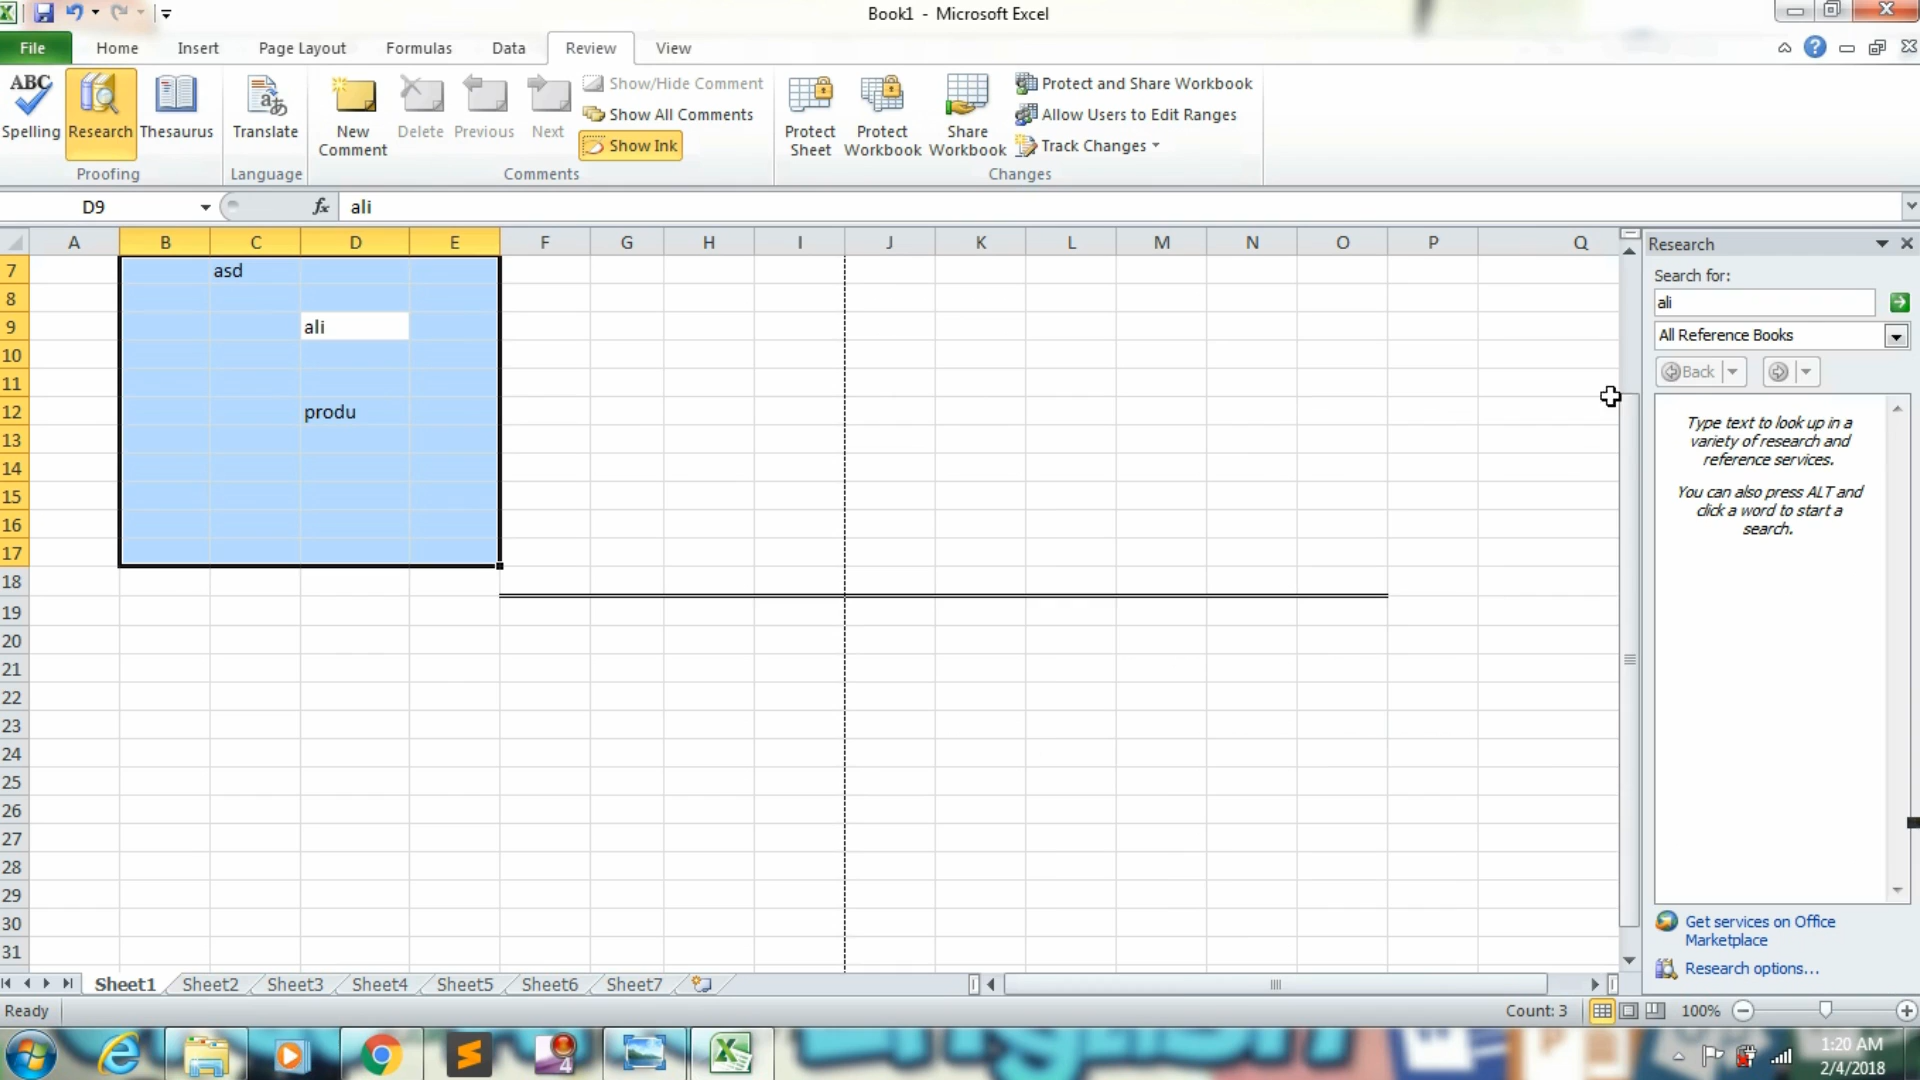 Book1 - Microsoft Excel
File Home Insert Page Layout Formulas Data Review View
ABC
Spelling
Research
Thesaurus
Translate
New Comment
Delete
Previous
Next
Show/Hide Comment
Show All Comments
Show Ink
Protect Sheet
Protect Workbook
Share Workbook
Protect and Share Workbook
Allow Users to Edit Ranges
Track Changes
Proofing Language Comments Changes
D9 fx ali
A B C D E F G H I J K L M N O P Q
7 asd
8
9 ali
10
11
12 produ
13
14
15
16
17
18
19
20
21
22
23
24
25
26
27
28
29
30
31
Research
Search for:
ali
All Reference Books
Back
Type text to look up in a
variety of research and
reference services.
You can also press ALT and
click a word to start a
search.
Get services on Office
Marketplace
Research options...
Sheet1 Sheet2 Sheet3 Sheet4 Sheet5 Sheet6 Sheet7
Ready Count: 3 100%
1:20 AM
2/4/2018